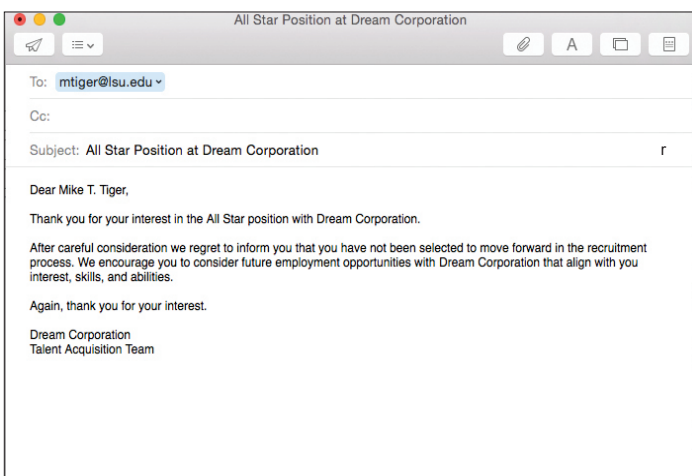 All Star Position at Dream Corporation
A
To: mtiger@lsu.edu
Cc:
Subject: All Star Position at Dream Corporation r
Dear Mike T. Tiger,
Thank you for your interest in the All Star position with Dream Corporation.
After careful consideration we regret to inform you that you have not been selected to move forward in the recruitment
process. We encourage you to consider future employment opportunities with Dream Corporation that align with you
interest, skills, and abilities.
Again, thank you for your interest.
Dream Corporation
Talent Acquisition Team